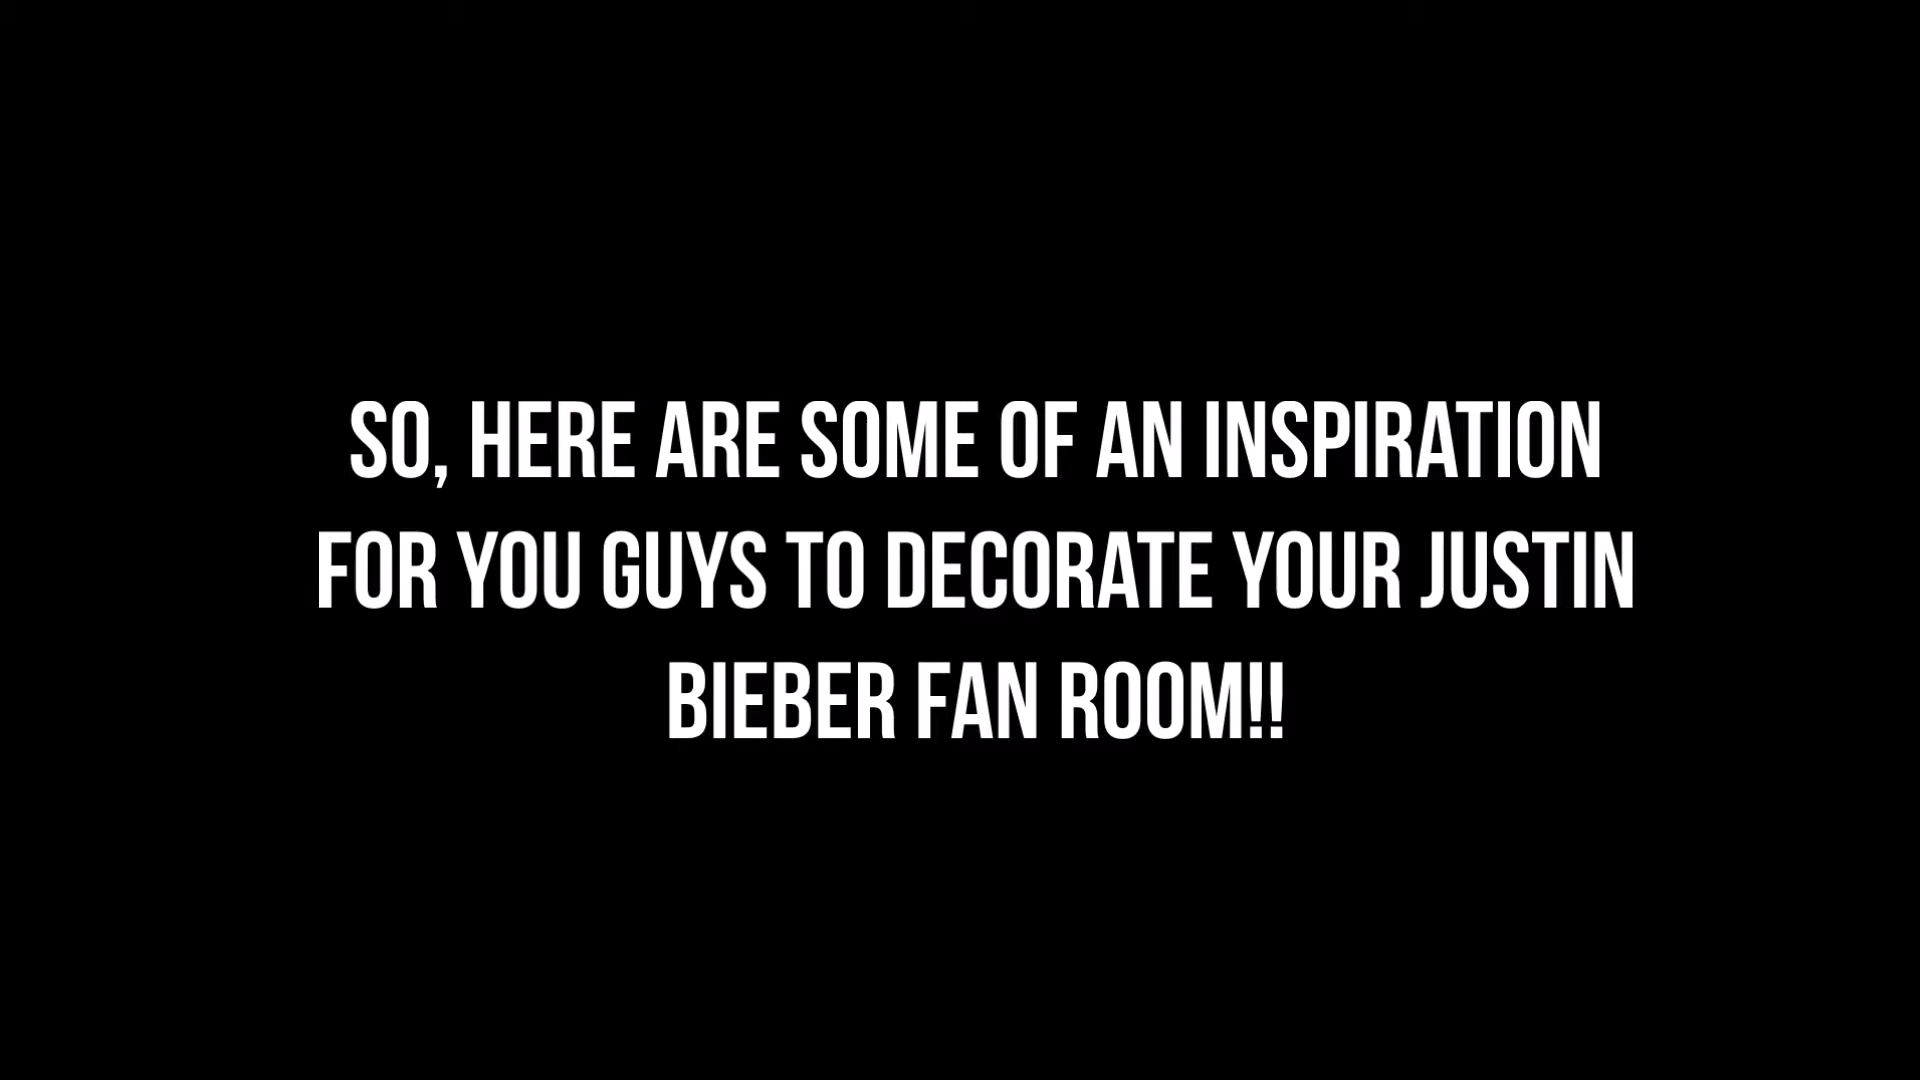 SO, HERE ARE SOME OF AN INSPIRATION
FOR YOU GUYS TO DECORATE YOUR JUSTIN
BIEBER FAN ROOM!!